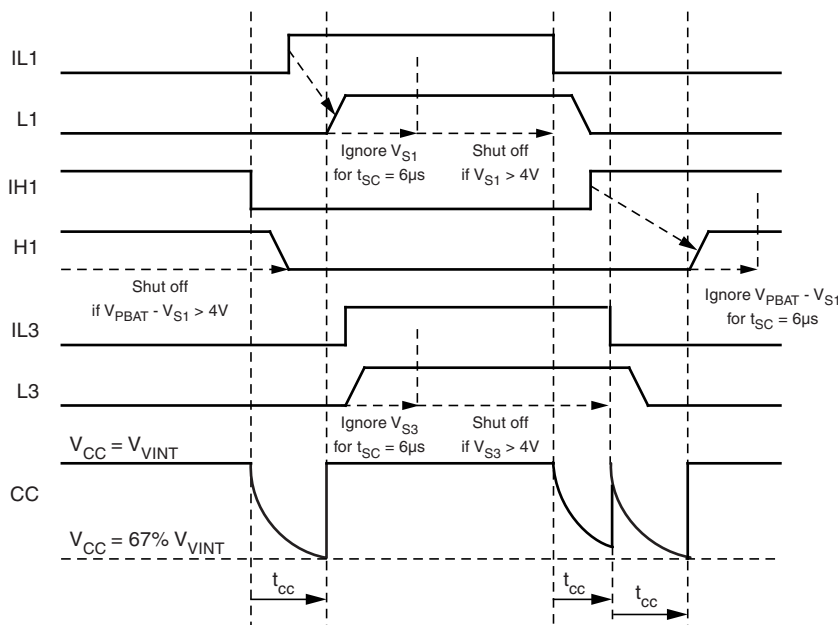 IL1
L1
Ignore VS1
for tSC = 6µs
Shut off
if VS1 > 4V
IH1
H1
Shut off
if VPBAT - VS1 > 4V
Ignore VPBAT - VS1
for tSC = 6µs
IL3
L3
Ignore VS3
for tSC = 6µs
Shut off
if VS3 > 4V
VCC = VVINT
CC
VCC = 67% VVINT
tcc
tcc
tcc